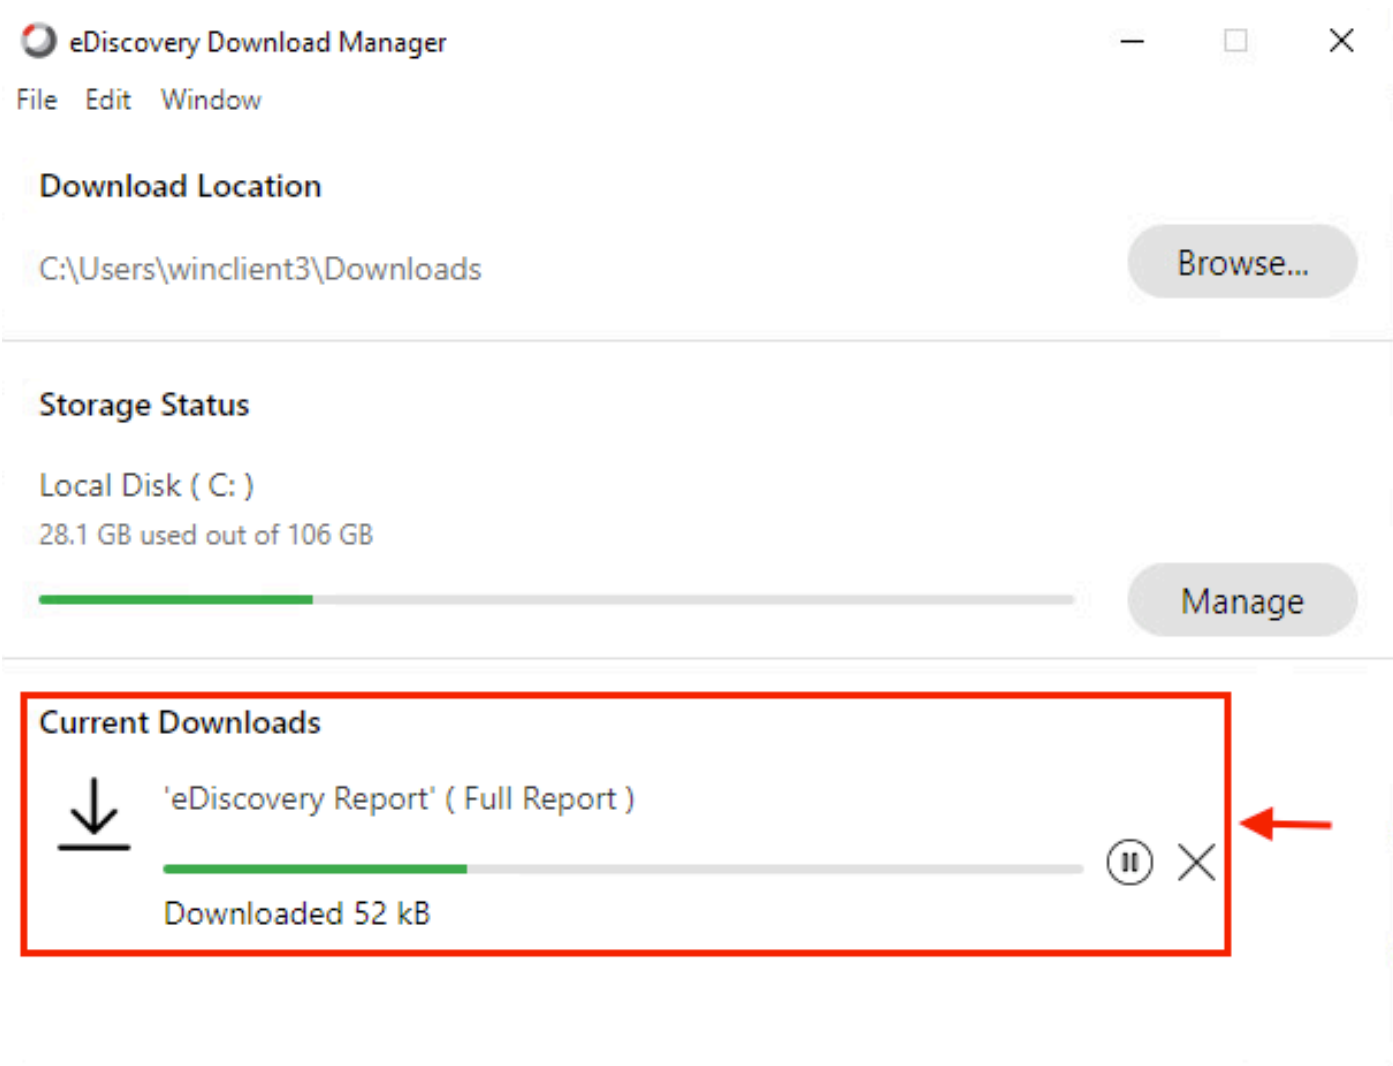 eDiscovery Download Manager
File Edit Window
Download Location
C:\Users\winclient3\Downloads
Browse...
Storage Status
Local Disk ( C: )
28.1 GB used out of 106 GB
Manage
Current Downloads
'eDiscovery Report' ( Full Report )
Downloaded 52 kB